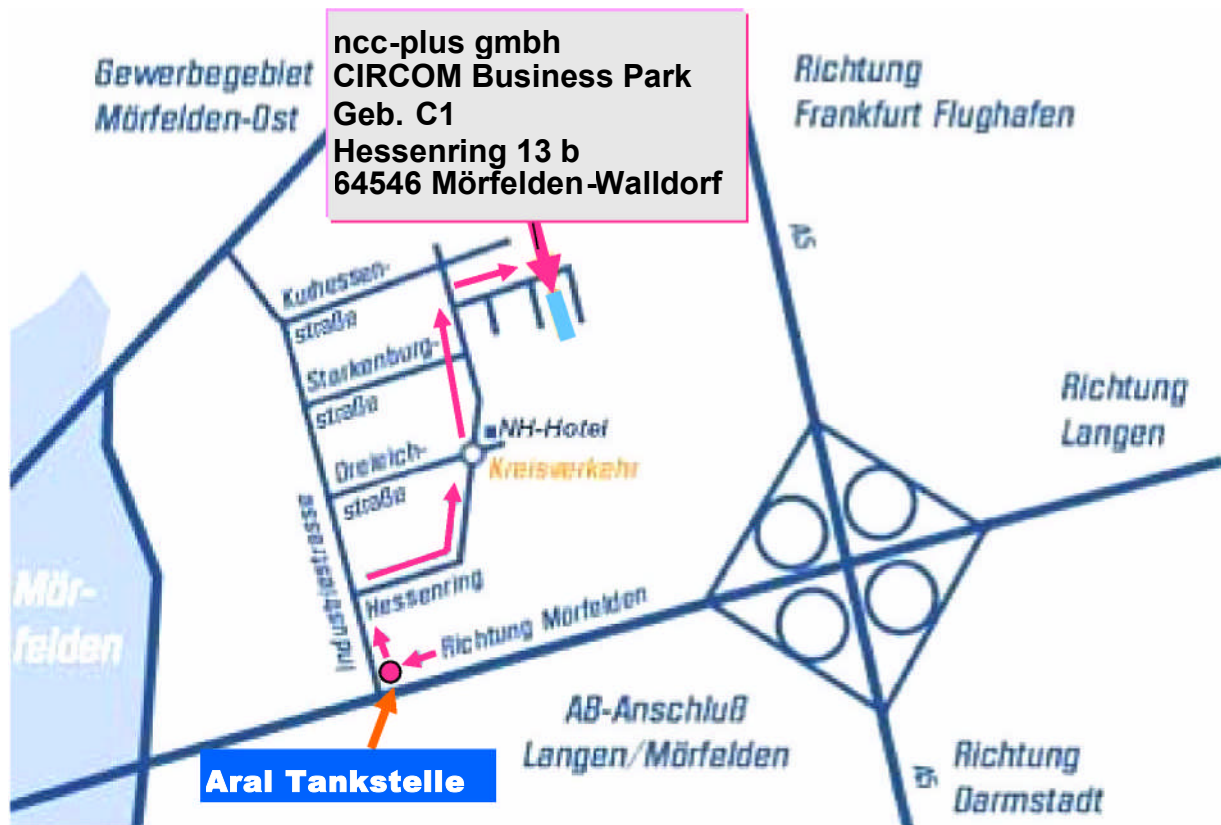 ncc-plus gmbh
CIRCOM Business Park
Geb. C1
Hessenring 13 b
64546 Mörfelden-Walldorf
Gewerbegebiet
Mörfelden-Ost
Richtung
Frankfurt Flughafen
A5
Kurhessen-
straße
Starkenburg-
straße
NH-Hotel
Kreisverkehr
Dreieich-
straße
Richtung
Langen
Industriestrasse
Hessenring
Mör-
felden
Richtung Mörfelden
AB-Anschluß
Langen/Mörfelden
Aral Tankstelle
A5
Richtung
Darmstadt